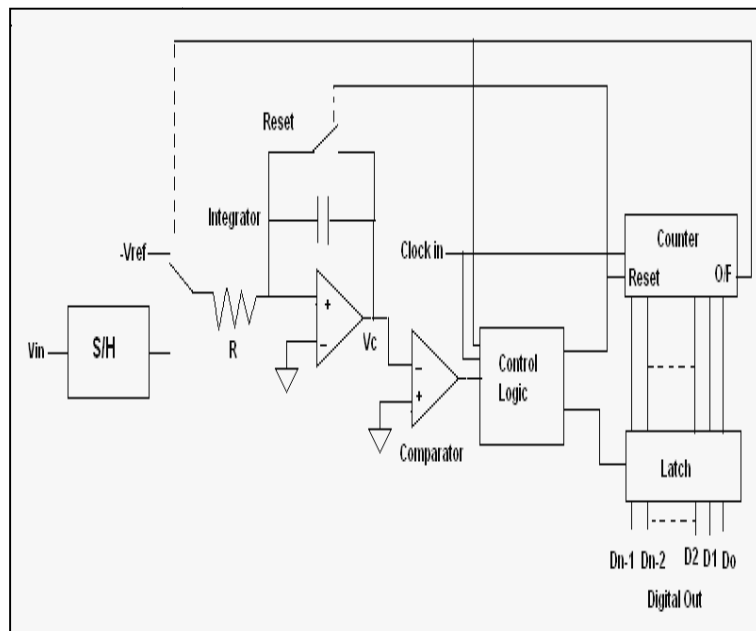 Reset
Integrator
-Vref
Clock in
Counter
Reset O/F
+
−
Vin
S/H
R
Vc
−
+
Comparator
Control
Logic
Latch
Dn-1 Dn-2 D2 D1 Do
Digital Out